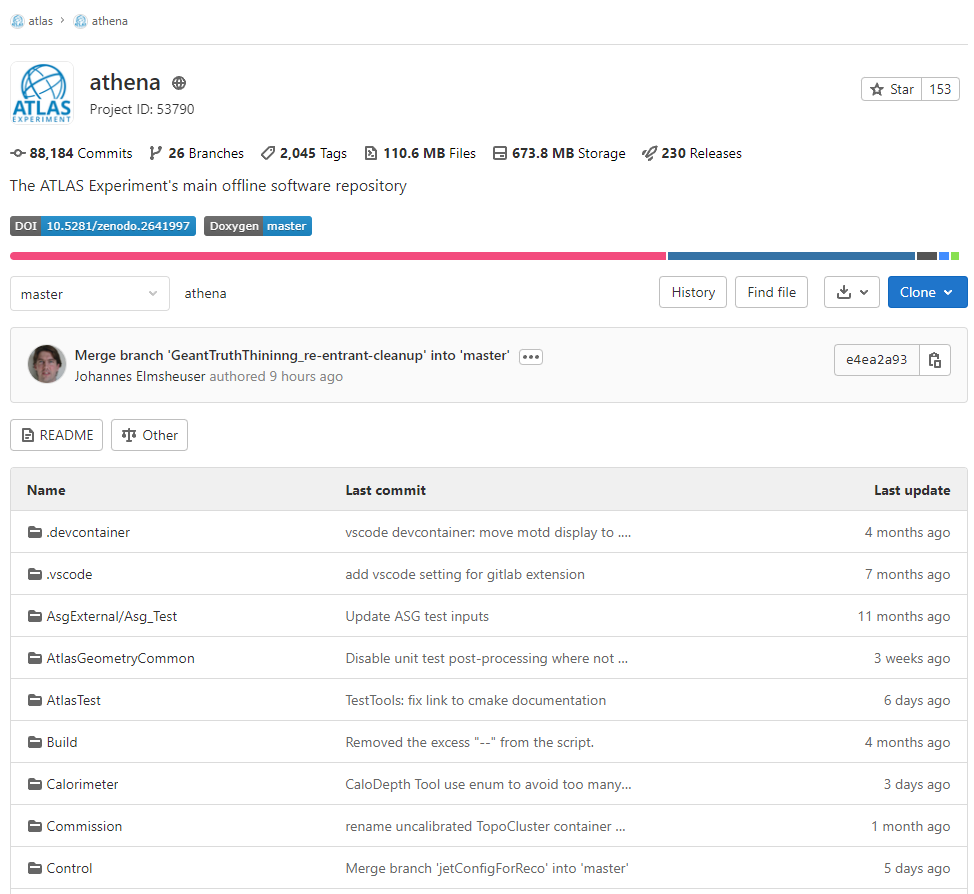 atlas > athena
ATLAS
EXPERIMENT
athena
Project ID: 53790
Star 153
88,184 Commits 26 Branches 2,045 Tags 110.6 MB Files 673.8 MB Storage 230 Releases
The ATLAS Experiment's main offline software repository
DOI 10.5281/zenodo.2641997 Doxygen master
master athena History Find file Clone
Merge branch 'GeantTruthThininng_re-entrant-cleanup' into 'master'
Johannes Elmsheuser authored 9 hours ago
e4ea2a93
README Other
Name Last commit Last update
.devcontainer vscode devcontainer: move motd display to .... 4 months ago
.vscode add vscode setting for gitlab extension 7 months ago
AsgExternal/Asg_Test Update ASG test inputs 11 months ago
AtlasGeometryCommon Disable unit test post-processing where not ... 3 weeks ago
AtlasTest TestTools: fix link to cmake documentation 6 days ago
Build Removed the excess "--" from the script. 4 months ago
Calorimeter CaloDepth Tool use enum to avoid too many... 3 days ago
Commission rename uncalibrated TopoCluster container ... 1 month ago
Control Merge branch 'jetConfigForReco' into 'master' 5 days ago